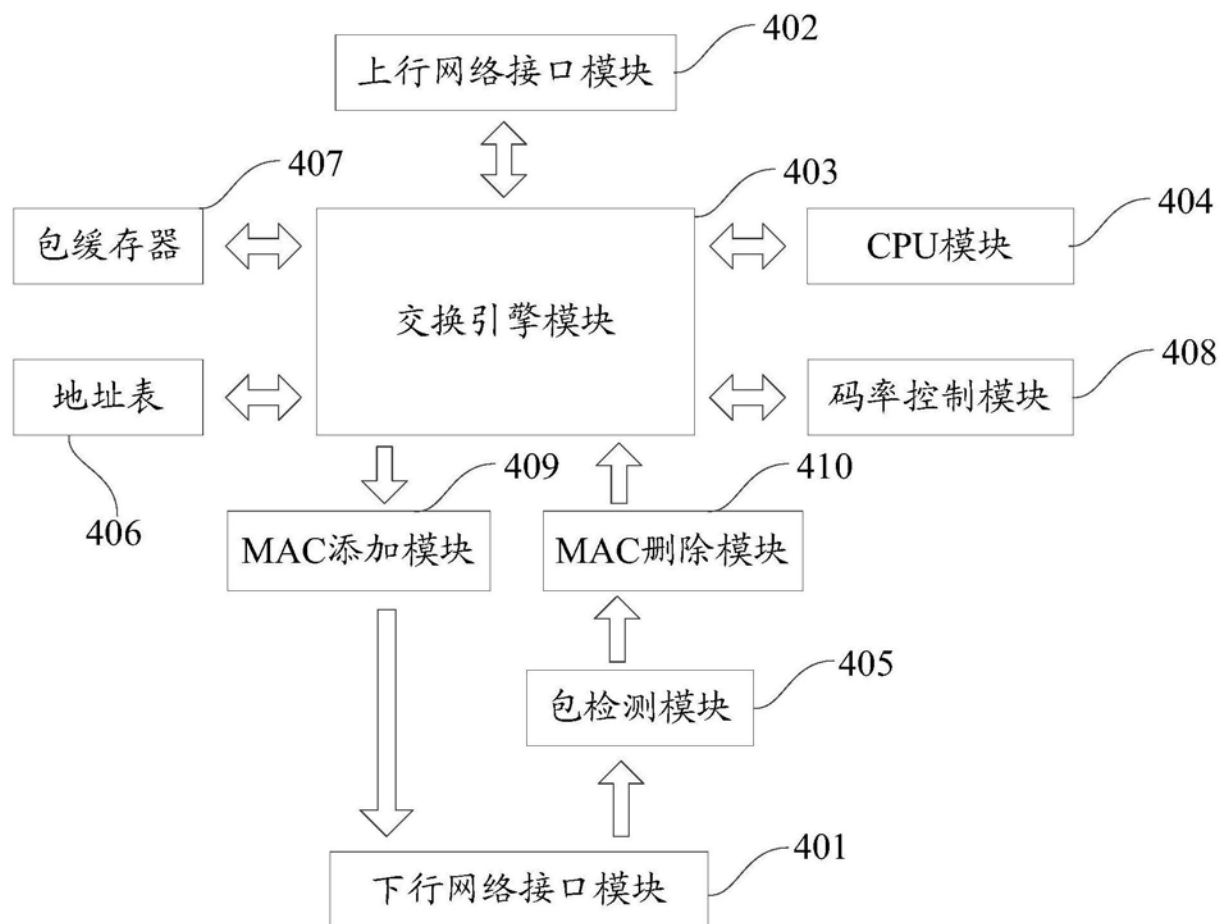 402
上行网络接口模块
407
403
404
包缓存器
CPU模块
交换引擎模块
408
地址表
码率控制模块
409
410
406
MAC添加模块
MAC删除模块
405
包检测模块
401
下行网络接口模块